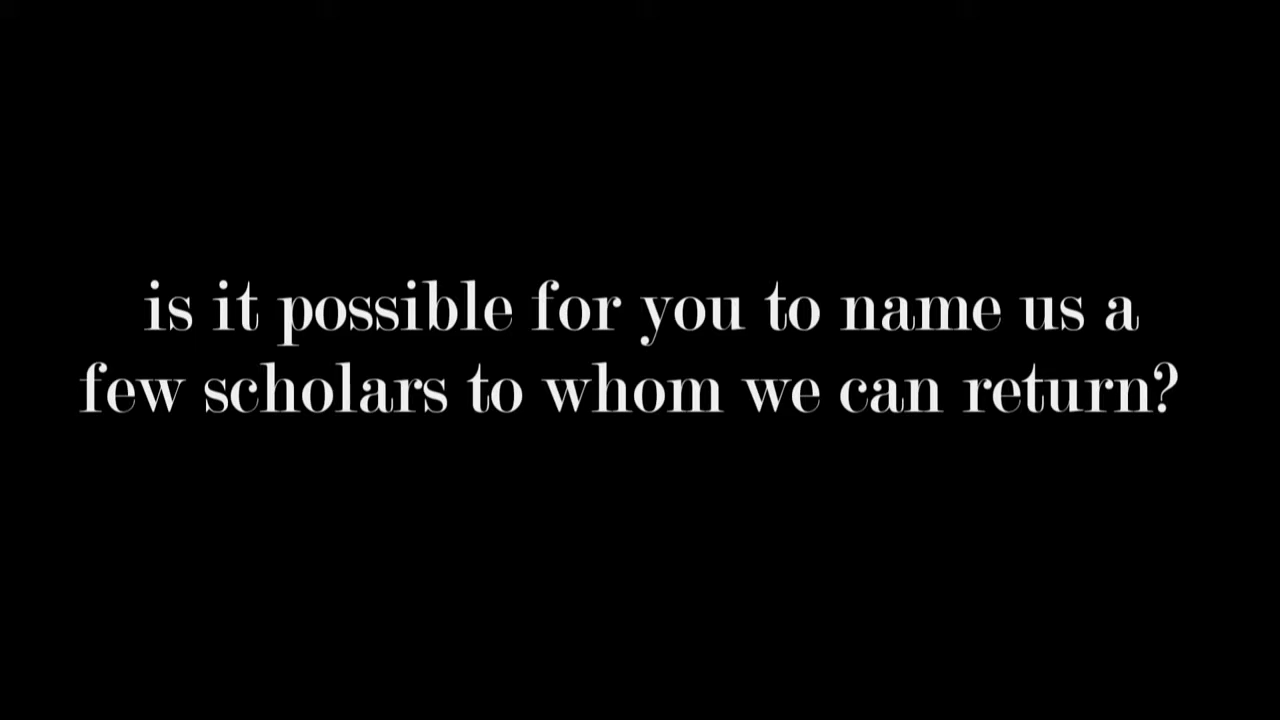 is it possible for you to name us a
few scholars to whom we can return?